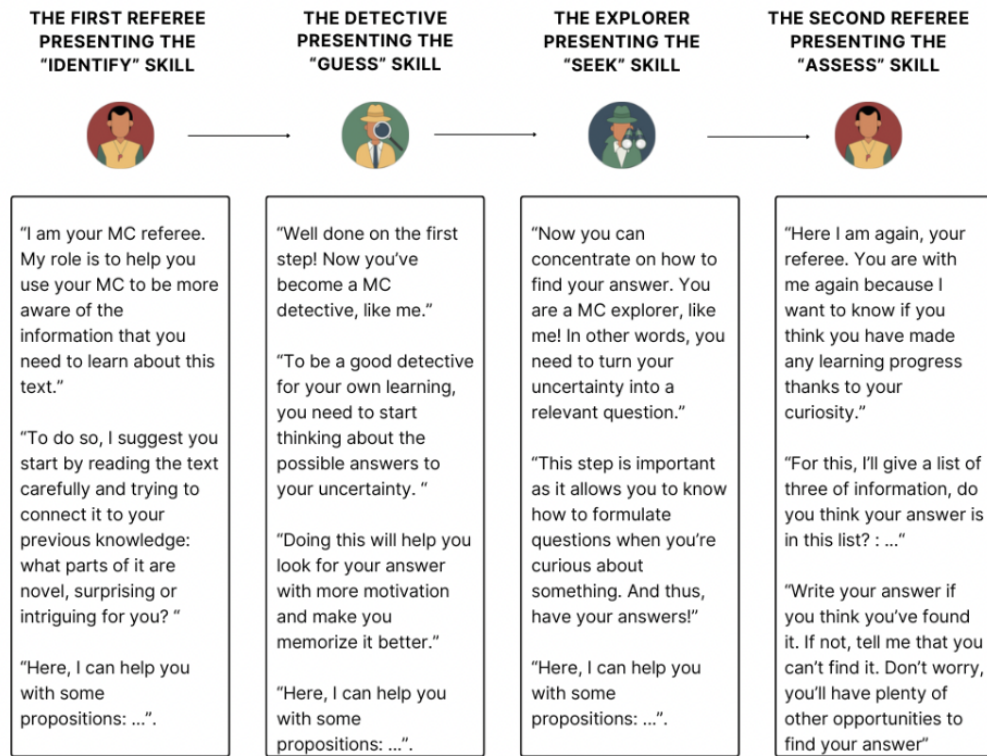 THE FIRST REFEREE
PRESENTING THE
“IDENTIFY” SKILL
“I am your MC referee.
My role is to help you
use your MC to be more
aware of the
information that you
need to learn about this
text.”
“To do so, I suggest you
start by reading the text
carefully and trying to
connect it to your
previous knowledge:
what parts of it are
novel, surprising or
intriguing for you? “
“Here, I can help you
with some
propositions: ...”.
THE DETECTIVE
PRESENTING THE
“GUESS” SKILL
“Well done on the first
step! Now you’ve
become a MC
detective, like me.”
“To be a good detective
for your own learning,
you need to start
thinking about the
possible answers to
your uncertainty. “
“Doing this will help you
look for your answer
with more motivation
and make you
memorize it better.”
“Here, I can help you
with some
propositions: ...”.
THE EXPLORER
PRESENTING THE
“SEEK” SKILL
“Now you can
concentrate on how to
find your answer. You
are a MC explorer, like
me! In other words, you
need to turn your
uncertainty into a
relevant question.”
“This step is important
as it allows you to know
how to formulate
questions when you’re
curious about
something. And thus,
have your answers!”
“Here, I can help you
with some
propositions: ...”.
THE SECOND REFEREE
PRESENTING THE
“ASSESS” SKILL
“Here I am again, your
referee. You are with
me again because I
want to know if you
think you have made
any learning progress
thanks to your
curiosity.”
“For this, I’ll give a list of
three of information, do
you think your answer is
in this list? : ...“
“Write your answer if
you think you’ve found
it. If not, tell me that you
can’t find it. Don’t worry,
you’ll have plenty of
other opportunities to
find your answer”